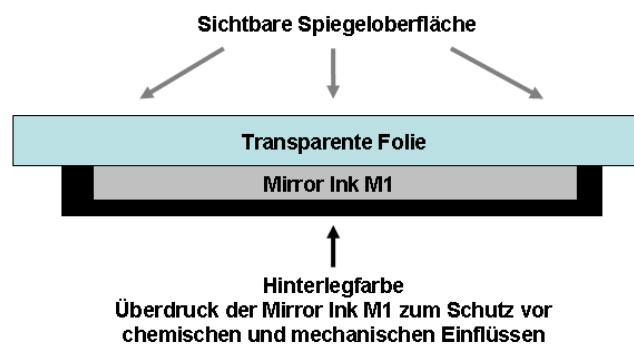 Sichtbare Spiegeloberfläche
Transparente Folie
Mirror Ink M1
Hinterlegfarbe
Überdruck der Mirror Ink M1 zum Schutz vor
chemischen und mechanischen Einflüssen